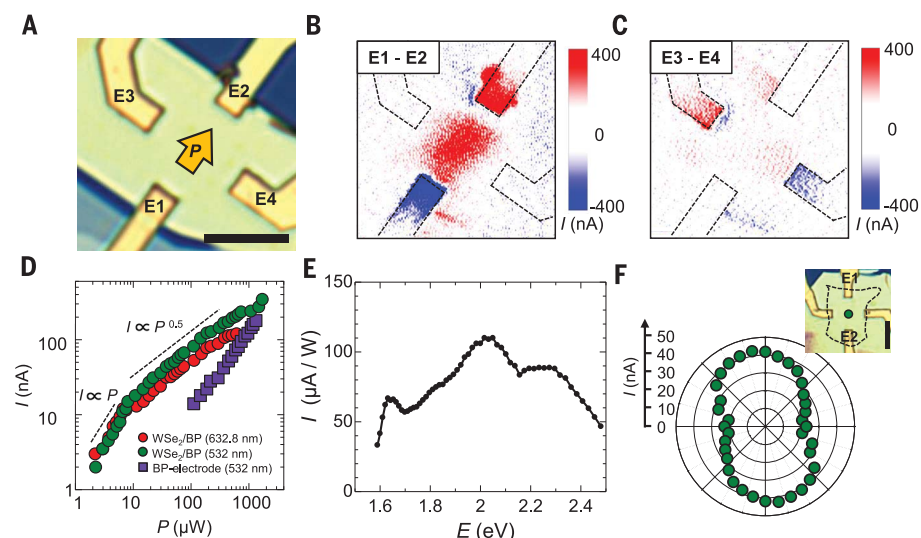 A
E3
E2
P
E1
E4
B
E1 - E2
400
0
-400
I (nA)
C
E3 - E4
400
0
-400
I (nA)
D
I (nA)
100
10
1
I ∝ P 0.5
I ∝ P
WSe2/BP (632.8 nm)
WSe2/BP (532 nm)
BP-electrode (532 nm)
1 10 100 1000
P (µW)
E
I (µA / W)
150
100
50
0
1.6 1.8 2.0 2.2 2.4
E (eV)
F
E1
E2
I (nA)
50
40
30
20
10
0